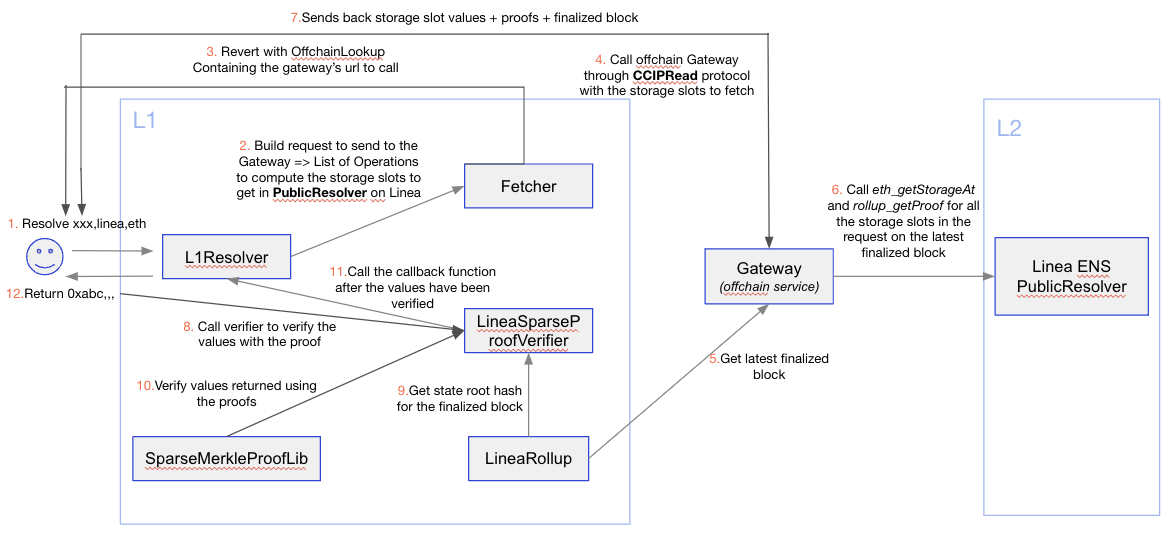 7.Sends back storage slot values + proofs + finalized block
3. Revert with OffchainLookup
Containing the gateway's url to call
4. Call offchain Gateway
through CCIPRead protocol
with the storage slots to fetch
L1
L2
2. Build request to send to the
Gateway => List of Operations
to compute the storage slots to
get in PublicResolver on Linea
Fetcher
6. Call eth_getStorageAt
and rollup_getProof for all
the storage slots in the
request on the latest
finalized block
1. Resolve xxx,linea,eth
L1Resolver
Gateway
(offchain service)
Linea ENS
PublicResolver
11.Call the callback function
after the values have been
verified
12.Return 0xabc,,,
8. Call verifier to verify the
values with the proof
LineaSparseP
roofVerifier
5.Get latest finalized
block
10.Verify values returned using
the proofs
9.Get state root hash
for the finalized block
SparseMerkleProofLib
LineaRollup